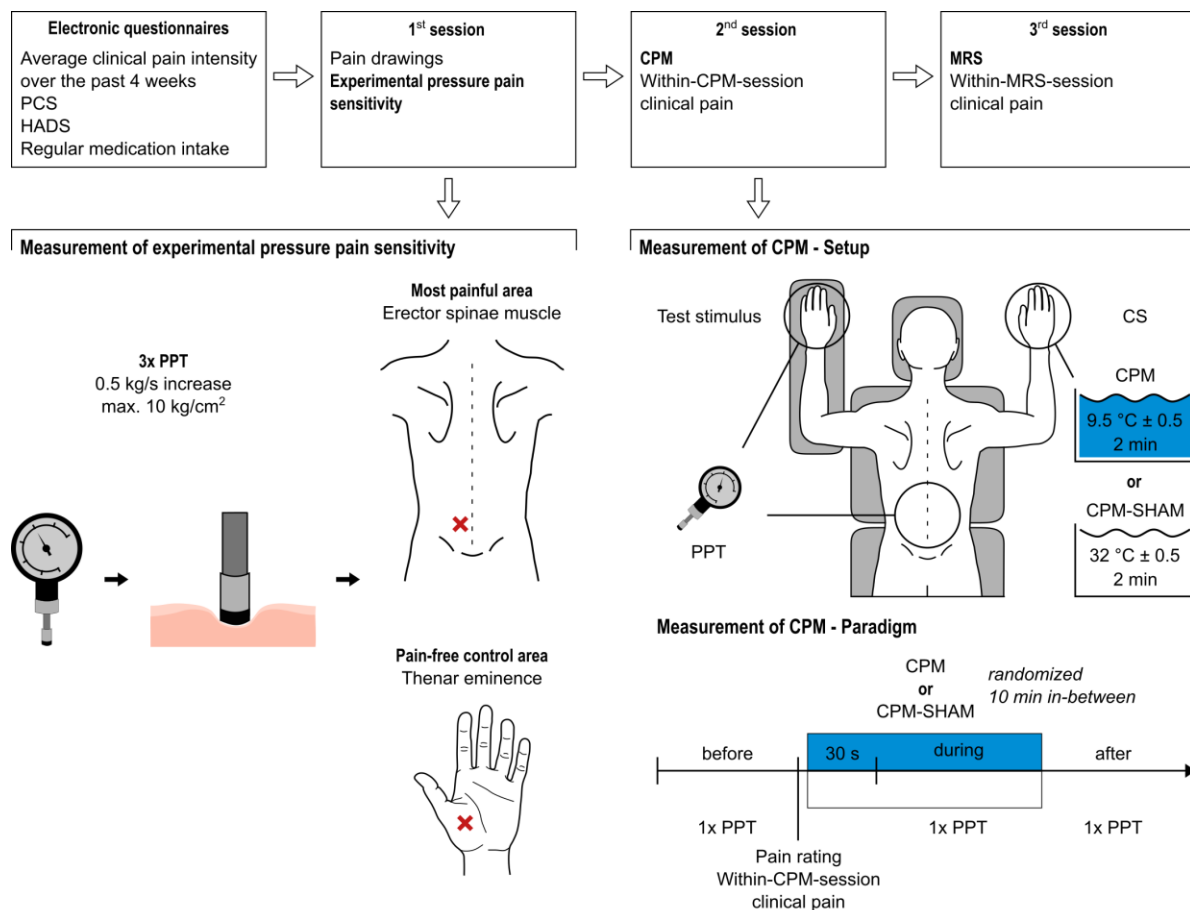 Electronic questionnaires
Average clinical pain intensity
over the past 4 weeks
PCS
HADS
Regular medication intake
1st session
Pain drawings
Experimental pressure pain
sensitivity
2nd session
CPM
Within-CPM-session
clinical pain
3rd session
MRS
Within-MRS-session
clinical pain
Measurement of experimental pressure pain sensitivity
3x PPT
0.5 kg/s increase
max. 10 kg/cm²
Most painful area
Erector spinae muscle
Pain-free control area
Thenar eminence
Measurement of CPM - Setup
Test stimulus
PPT
CS
CPM
9.5 °C ± 0.5
2 min
or
CPM-SHAM
32 °C ± 0.5
2 min
Measurement of CPM - Paradigm
CPM
or
CPM-SHAM
randomized
10 min in-between
before
30 s
during
after
1x PPT
1x PPT
1x PPT
Pain rating
Within-CPM-session
clinical pain